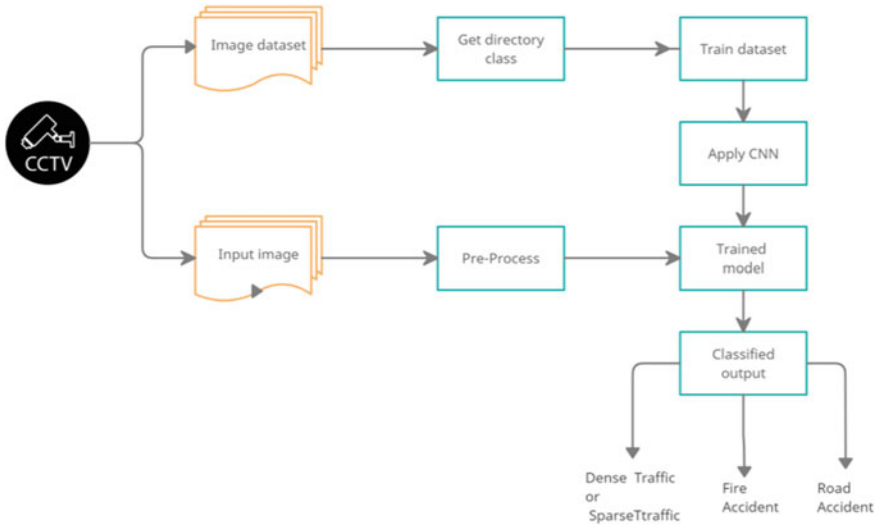 Image dataset
Get directory
class
Train dataset
CCTV
Apply CNN
Input image
Pre-Process
Trained
model
Classified
output
Dense Traffic
or
SparseTtraffic
Fire
Accident
Road
Accident